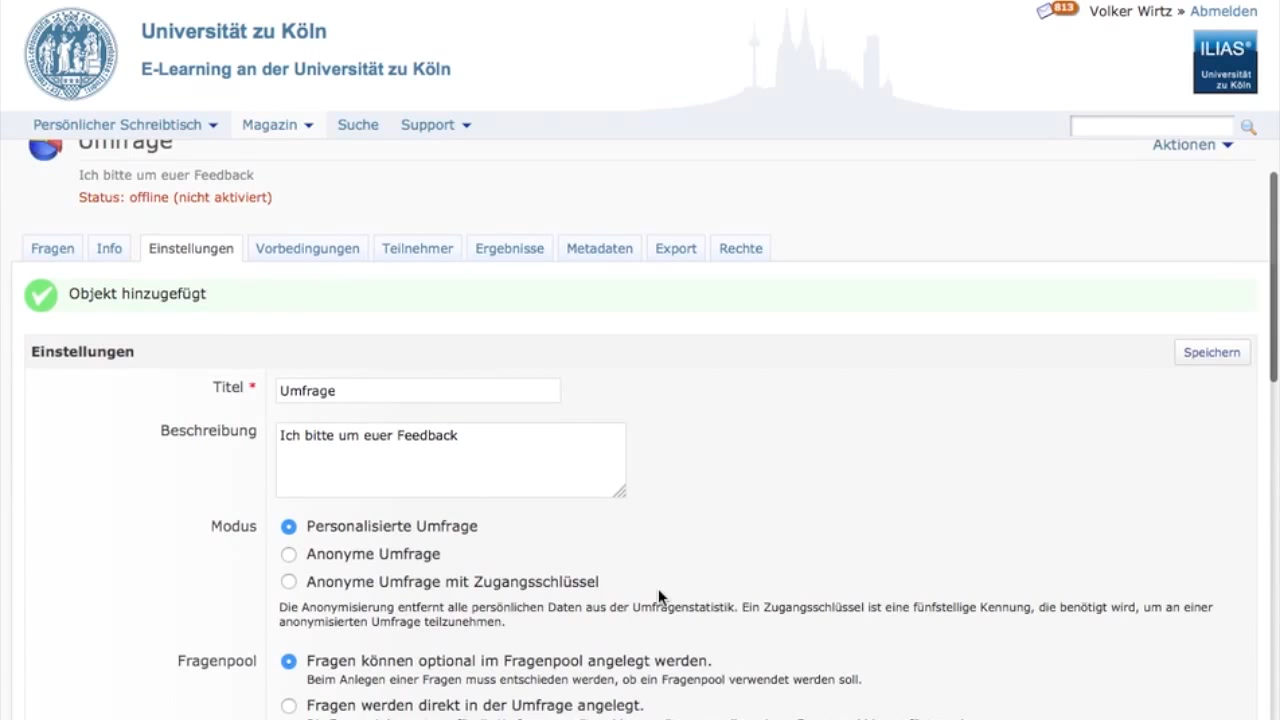 813
Volker Wirtz » Abmelden
Universität zu Köln
E-Learning an der Universität zu Köln
ILIAS®
Universität
zu Köln
Persönlicher Schreibtisch Magazin Suche Support
Umfrage
Aktionen
Ich bitte um euer Feedback
Status: offline (nicht aktiviert)
Fragen Info Einstellungen Vorbedingungen Teilnehmer Ergebnisse Metadaten Export Rechte
Objekt hinzugefügt
Einstellungen
Speichern
Titel * Umfrage
Beschreibung Ich bitte um euer Feedback
Modus Personalisierte Umfrage
Anonyme Umfrage
Anonyme Umfrage mit Zugangsschlüssel
Die Anonymisierung entfernt alle persönlichen Daten aus der Umfragenstatistik. Ein Zugangsschlüssel ist eine fünfstellige Kennung, die benötigt wird, um an einer
anonymisierten Umfrage teilzunehmen.
Fragenpool Fragen können optional im Fragenpool angelegt werden.
Beim Anlegen einer Fragen muss entschieden werden, ob ein Fragenpool verwendet werden soll.
Fragen werden direkt in der Umfrage angelegt.